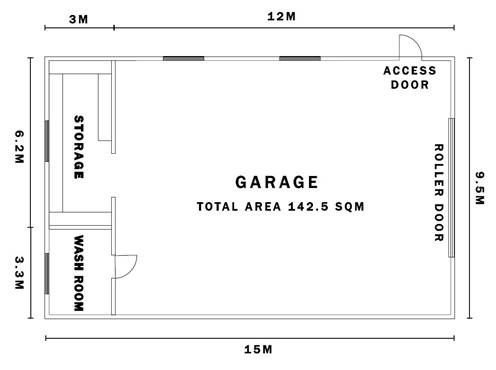 3M
12M
ACCESS
DOOR
6.2M
STORAGE
ROLLER DOOR
9.5M
GARAGE
TOTAL AREA 142.5 SQM
3.3M
WASH ROOM
15M